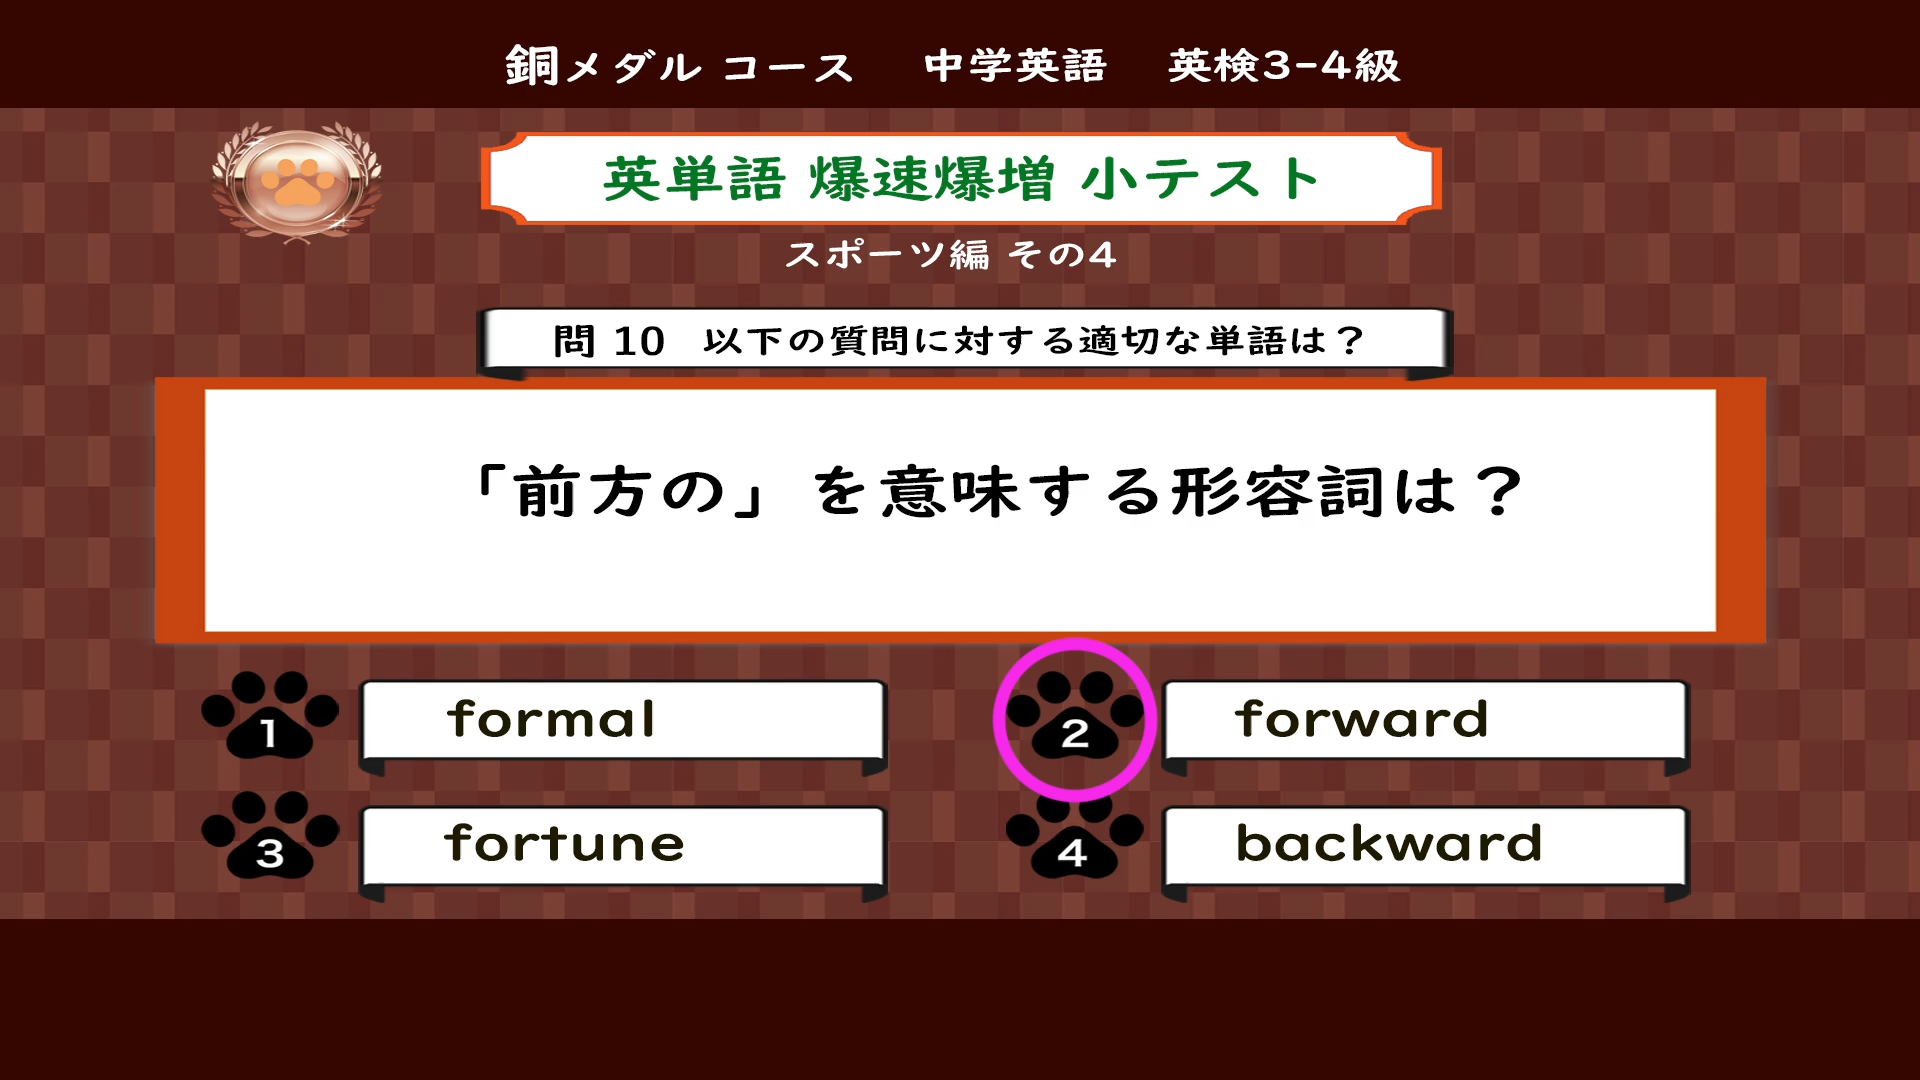 銅メダル コース 中学英語 英検3-4級
英単語 爆速爆増 小テスト
スポーツ編 その4
問 10 以下の質問に対する適切な単語は？
「前方の」を意味する形容詞は？
1 formal
2 forward
3 fortune
4 backward